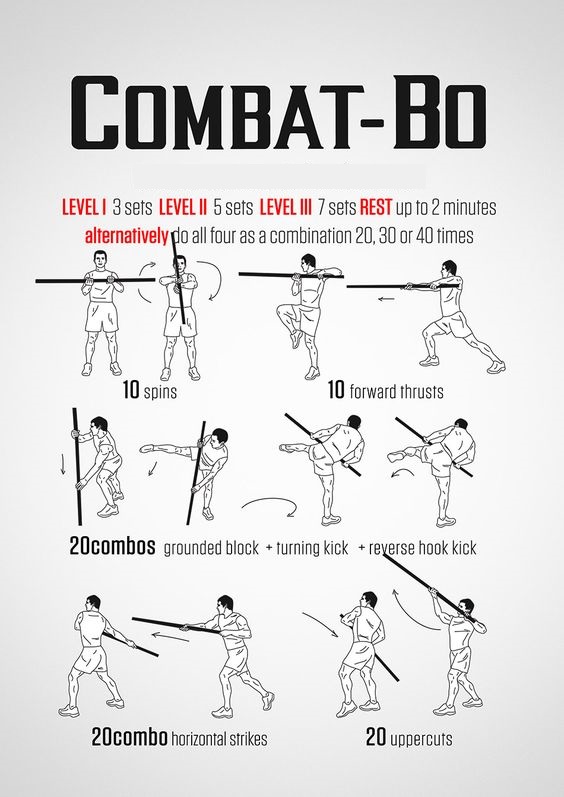 COMBAT-BO
LEVEL I 3 sets LEVEL II 5 sets LEVEL III 7 sets REST up to 2 minutes
alternatively do all four as a combination 20, 30 or 40 times
10 spins
10 forward thrusts
20combos grounded block + turning kick + reverse hook kick
20combo horizontal strikes
20 uppercuts